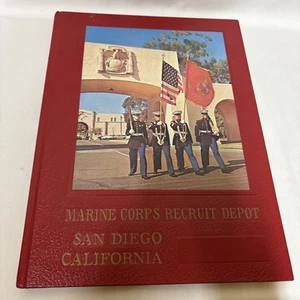 MARINE CORPS RECRUIT DEPOT
SAN DIEGO
CALIFORNIA